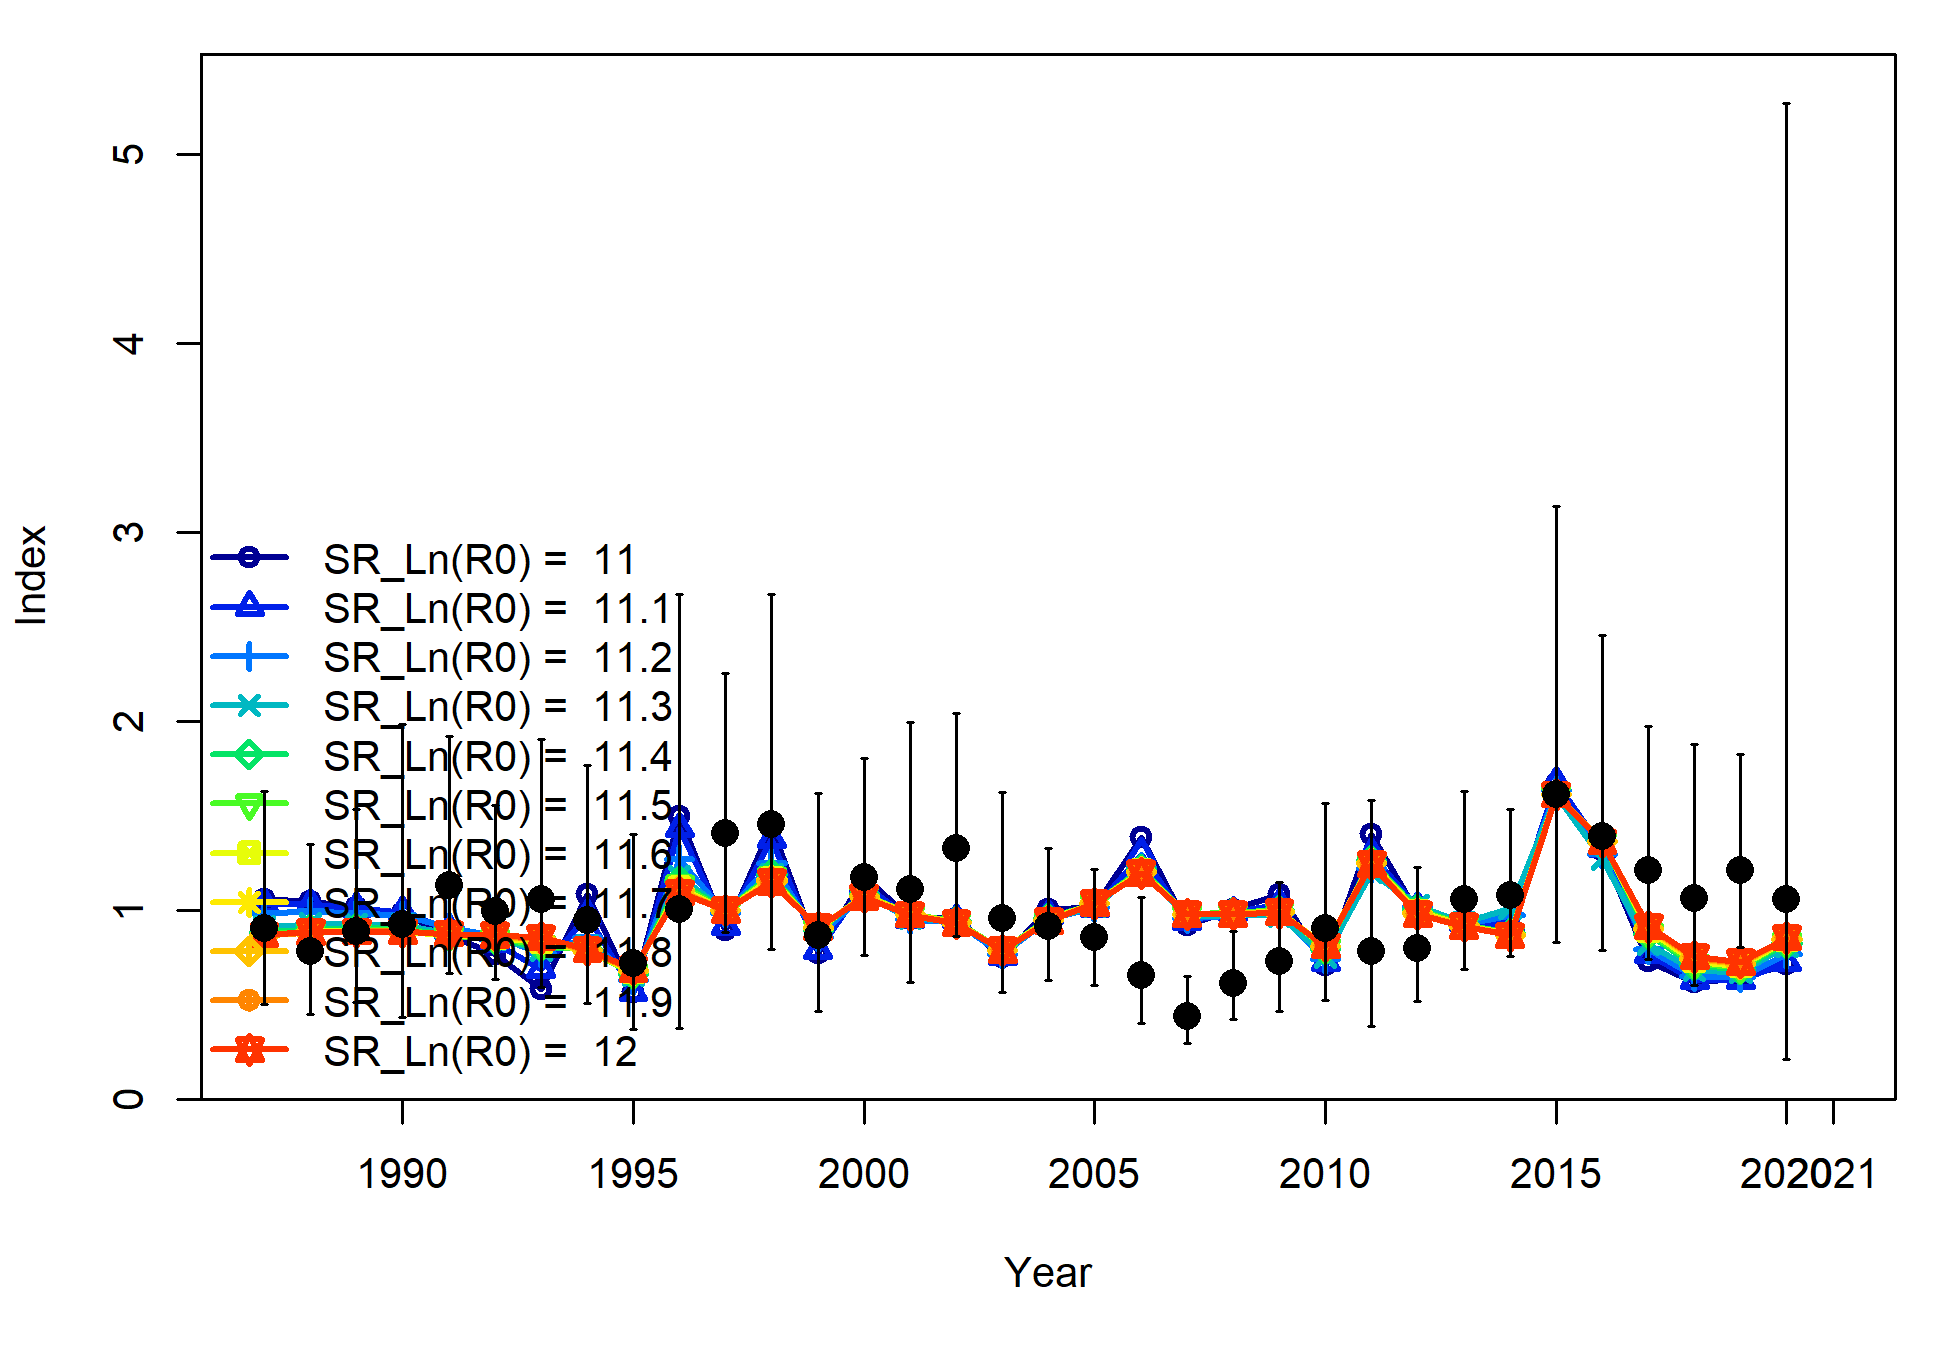 5
4
3
2
1
0
Index
SR_Ln(R0) = 11
SR_Ln(R0) = 11.1
SR_Ln(R0) = 11.2
SR_Ln(R0) = 11.3
SR_Ln(R0) = 11.4
SR_Ln(R0) = 11.5
SR_Ln(R0) = 11.6
SR_Ln(R0) = 11.7
SR_Ln(R0) = 11.8
SR_Ln(R0) = 11.9
SR_Ln(R0) = 12
1990 1995 2000 2005 2010 2015 2020 2021
Year